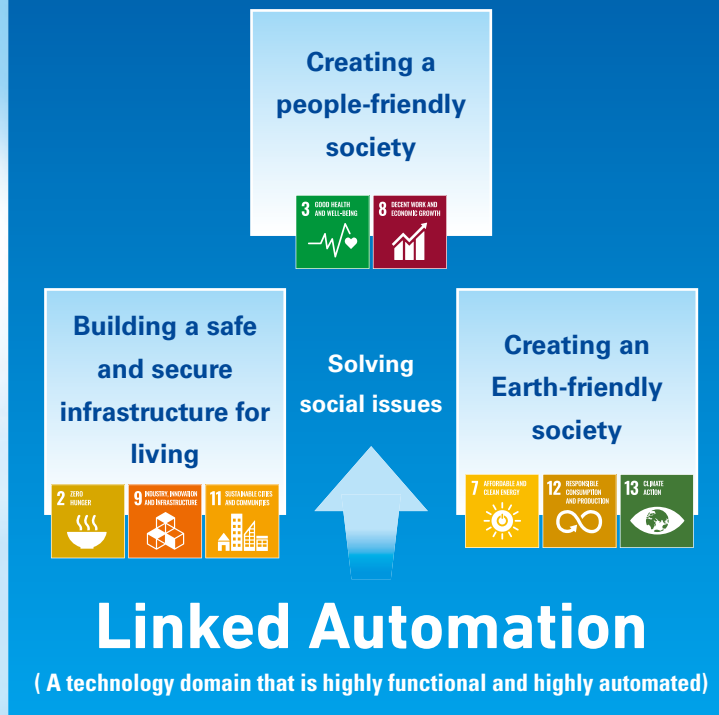 Creating a
people-friendly
society
3 GOOD HEALTH
AND WELL-BEING
8 DECENT WORK AND
ECONOMIC GROWTH
Building a safe
and secure
infrastructure for
living
2 ZERO
HUNGER
9 INDUSTRY, INNOVATION
AND INFRASTRUCTURE
11 SUSTAINABLE CITIES
AND COMMUNITIES
Solving
social issues
Creating an
Earth-friendly
society
7 AFFORDABLE AND
CLEAN ENERGY
12 RESPONSIBLE
CONSUMPTION
AND PRODUCTION
13 CLIMATE
ACTION
Linked Automation
( A technology domain that is highly functional and highly automated)